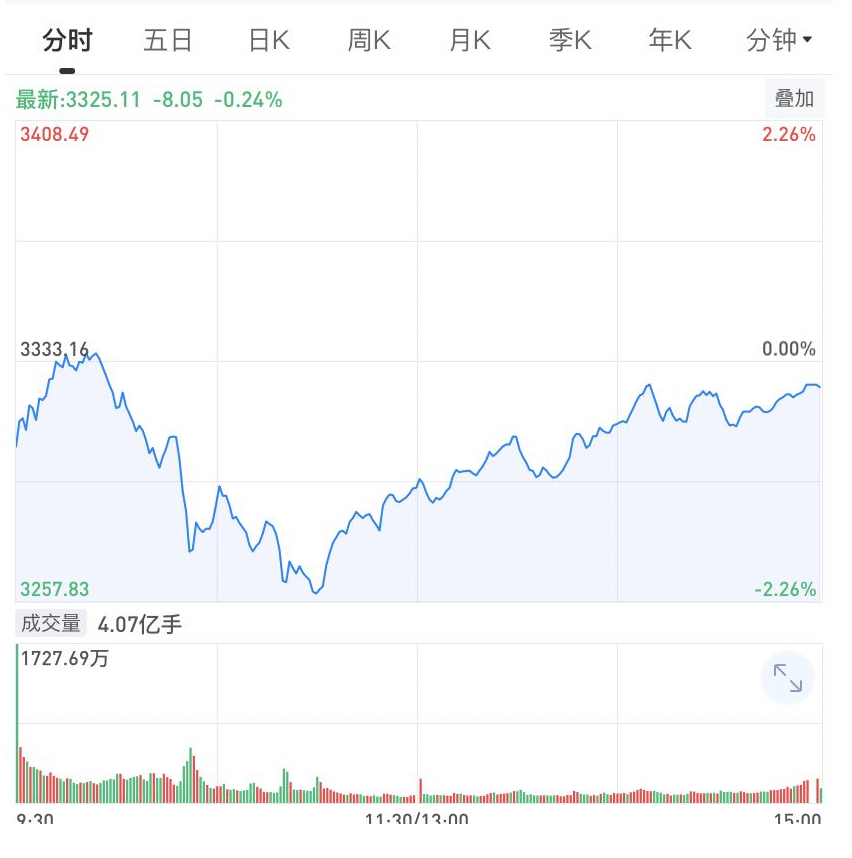 分时 五日 日K 周K 月K 季K 年K 分钟
最新:3325.11 -8.05 -0.24% 叠加
3408.49 2.26%
3333.16 0.00%
3257.83 -2.26%
成交量 4.07亿手
1727.69万
9:30 11:30/13:00 15:00